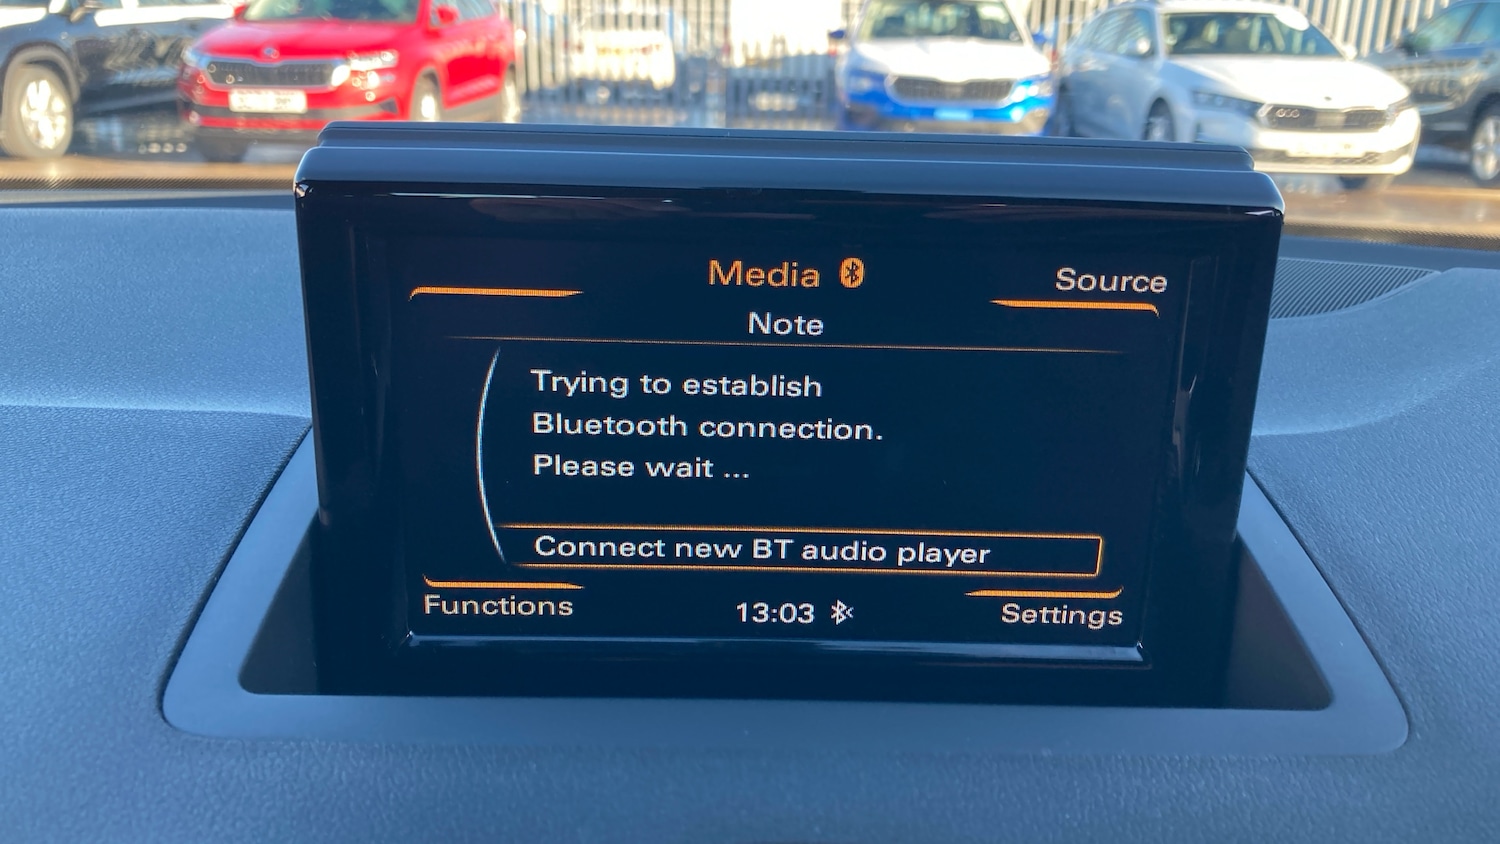 Media
Source
Note
Trying to establish
Bluetooth connection.
Please wait ...
Connect new BT audio player
Functions
13:03
Settings